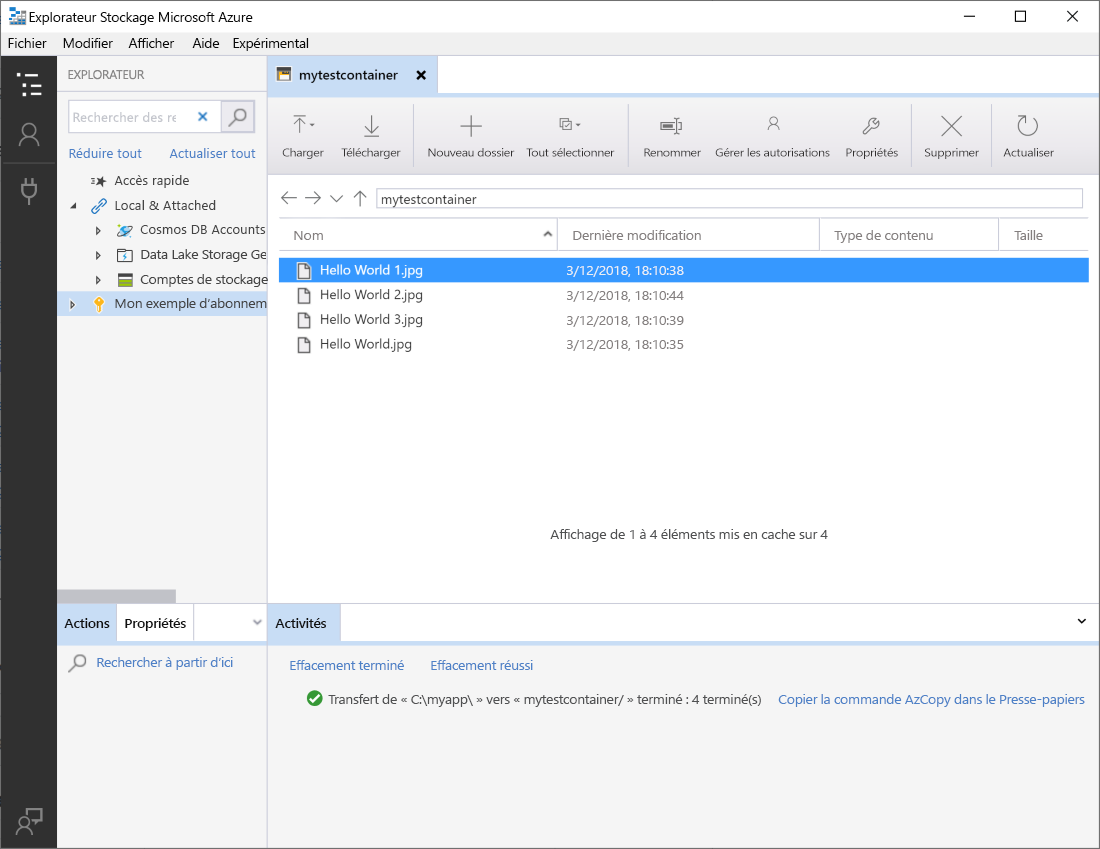 Explorateur Stockage Microsoft Azure
Fichier Modifier Afficher Aide Expérimental
EXPLORATEUR
Rechercher des re
Réduire tout Actualiser tout
Accès rapide
Local & Attached
Cosmos DB Accounts
Data Lake Storage Ge
Comptes de stockage
Mon exemple d'abonnem
mytestcontainer
Charger Télécharger Nouveau dossier Tout sélectionner Renommer Gérer les autorisations Propriétés Supprimer Actualiser
mytestcontainer
Nom Dernière modification Type de contenu Taille
Hello World 1.jpg 3/12/2018, 18:10:38
Hello World 2.jpg 3/12/2018, 18:10:44
Hello World 3.jpg 3/12/2018, 18:10:39
Hello World.jpg 3/12/2018, 18:10:35
Affichage de 1 à 4 éléments mis en cache sur 4
Actions Propriétés
Rechercher à partir d'ici
Activités
Effacement terminé Effacement réussi
Transfert de « C:\myapp\ » vers « mytestcontainer/ » terminé : 4 terminé(s) Copier la commande AzCopy dans le Presse-papiers